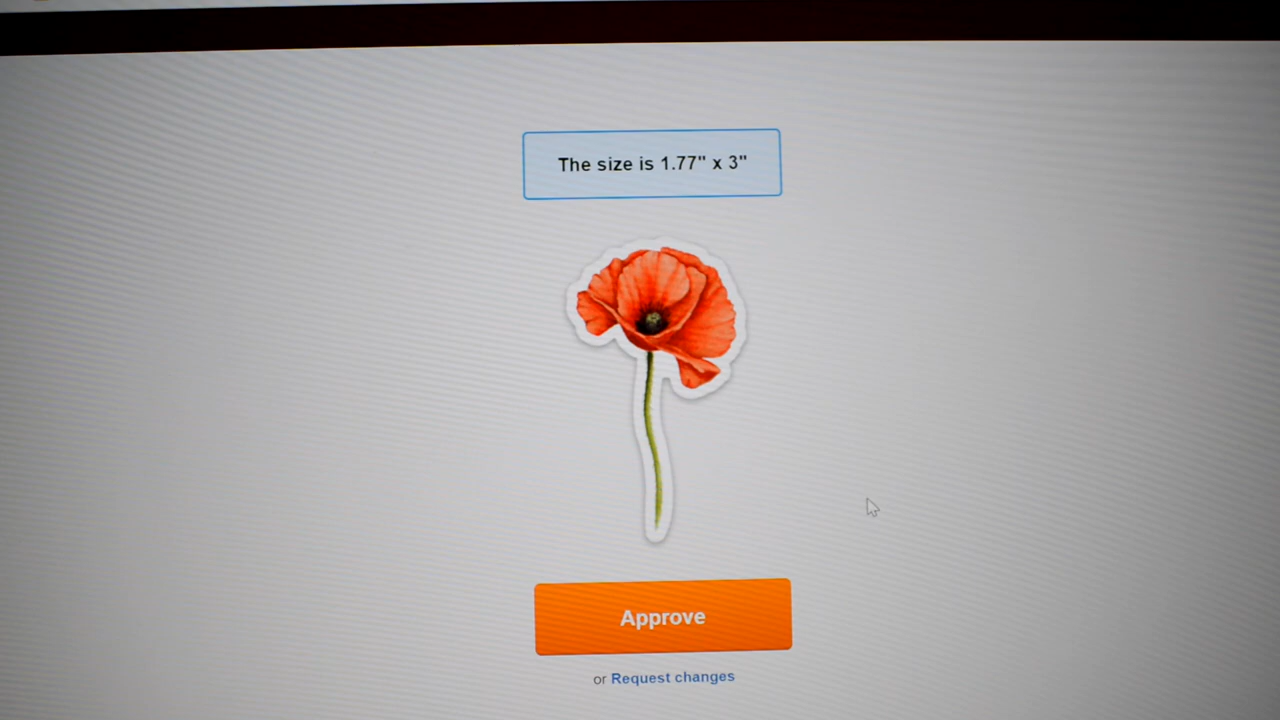 The size is 1.77" x 3"
Approve
or Request changes